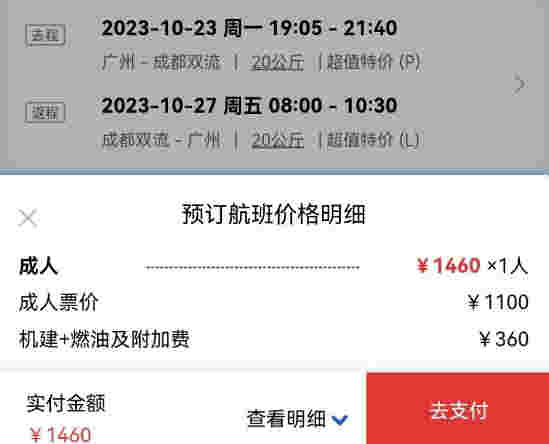 去程 2023-10-23 周一 19:05 - 21:40
广州 - 成都双流 | 20公斤 | 超值特价 (P)
返程 2023-10-27 周五 08:00 - 10:30
成都双流 - 广州 | 20公斤 | 超值特价 (L)
预订航班价格明细
成人 ¥1460 ×1人
成人票价 ¥1100
机建+燃油及附加费 ¥360
实付金额
¥1460
查看明细
去支付